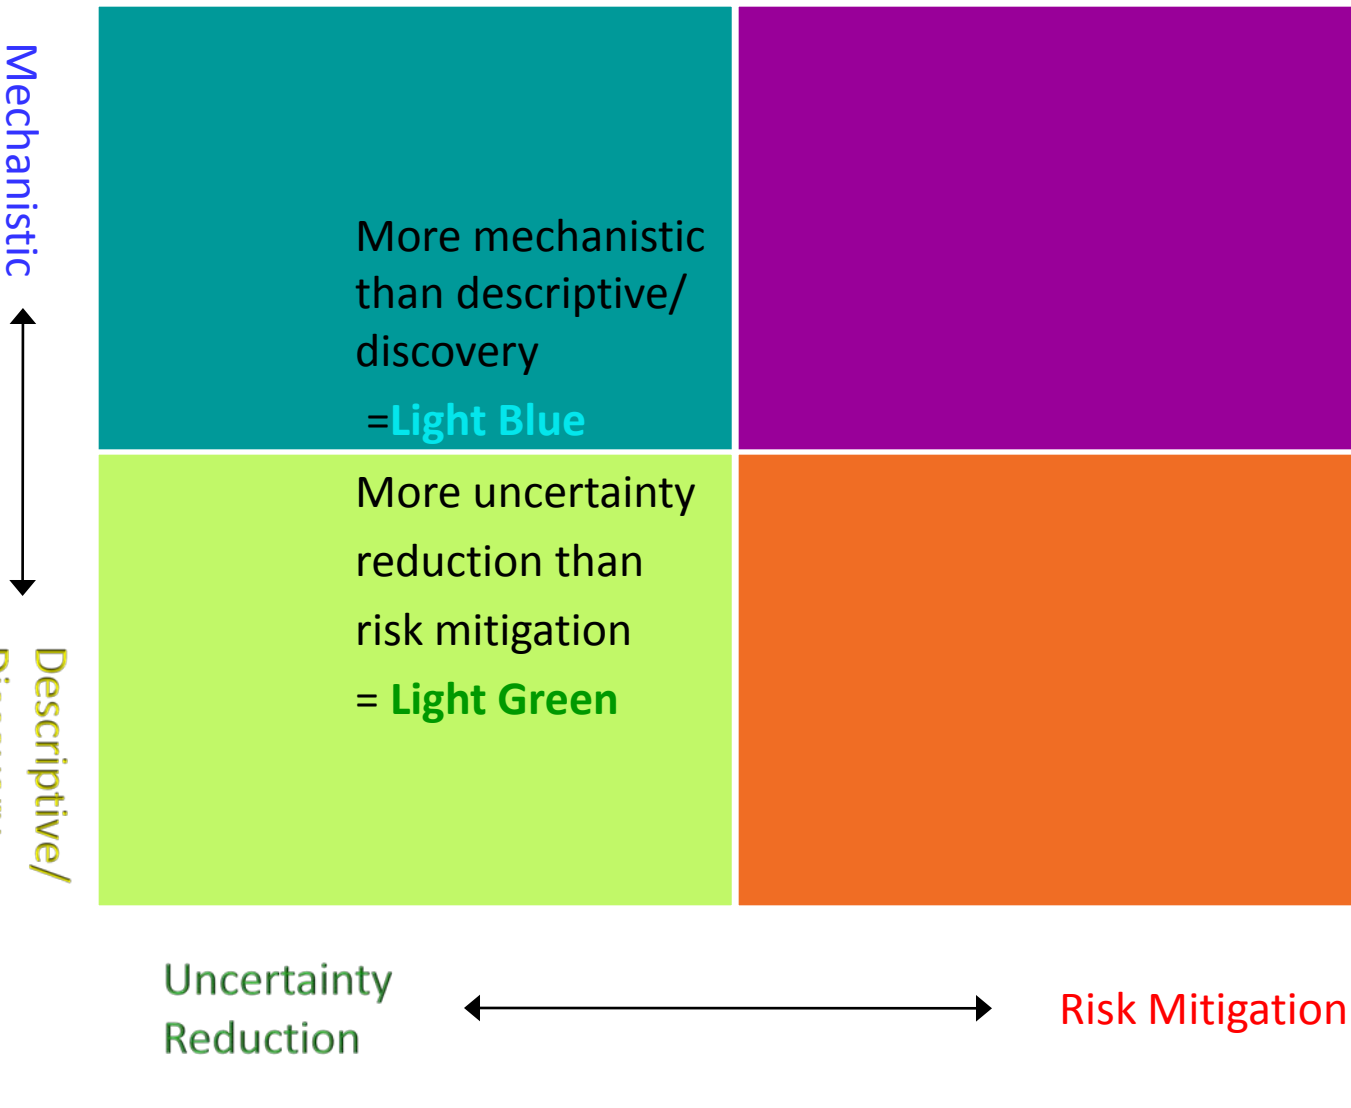 Mechanistic
More mechanistic
than descriptive/
discovery
=Light Blue
More uncertainty
reduction than
risk mitigation
= Light Green
Descriptive/
Uncertainty
Reduction
Risk Mitigation